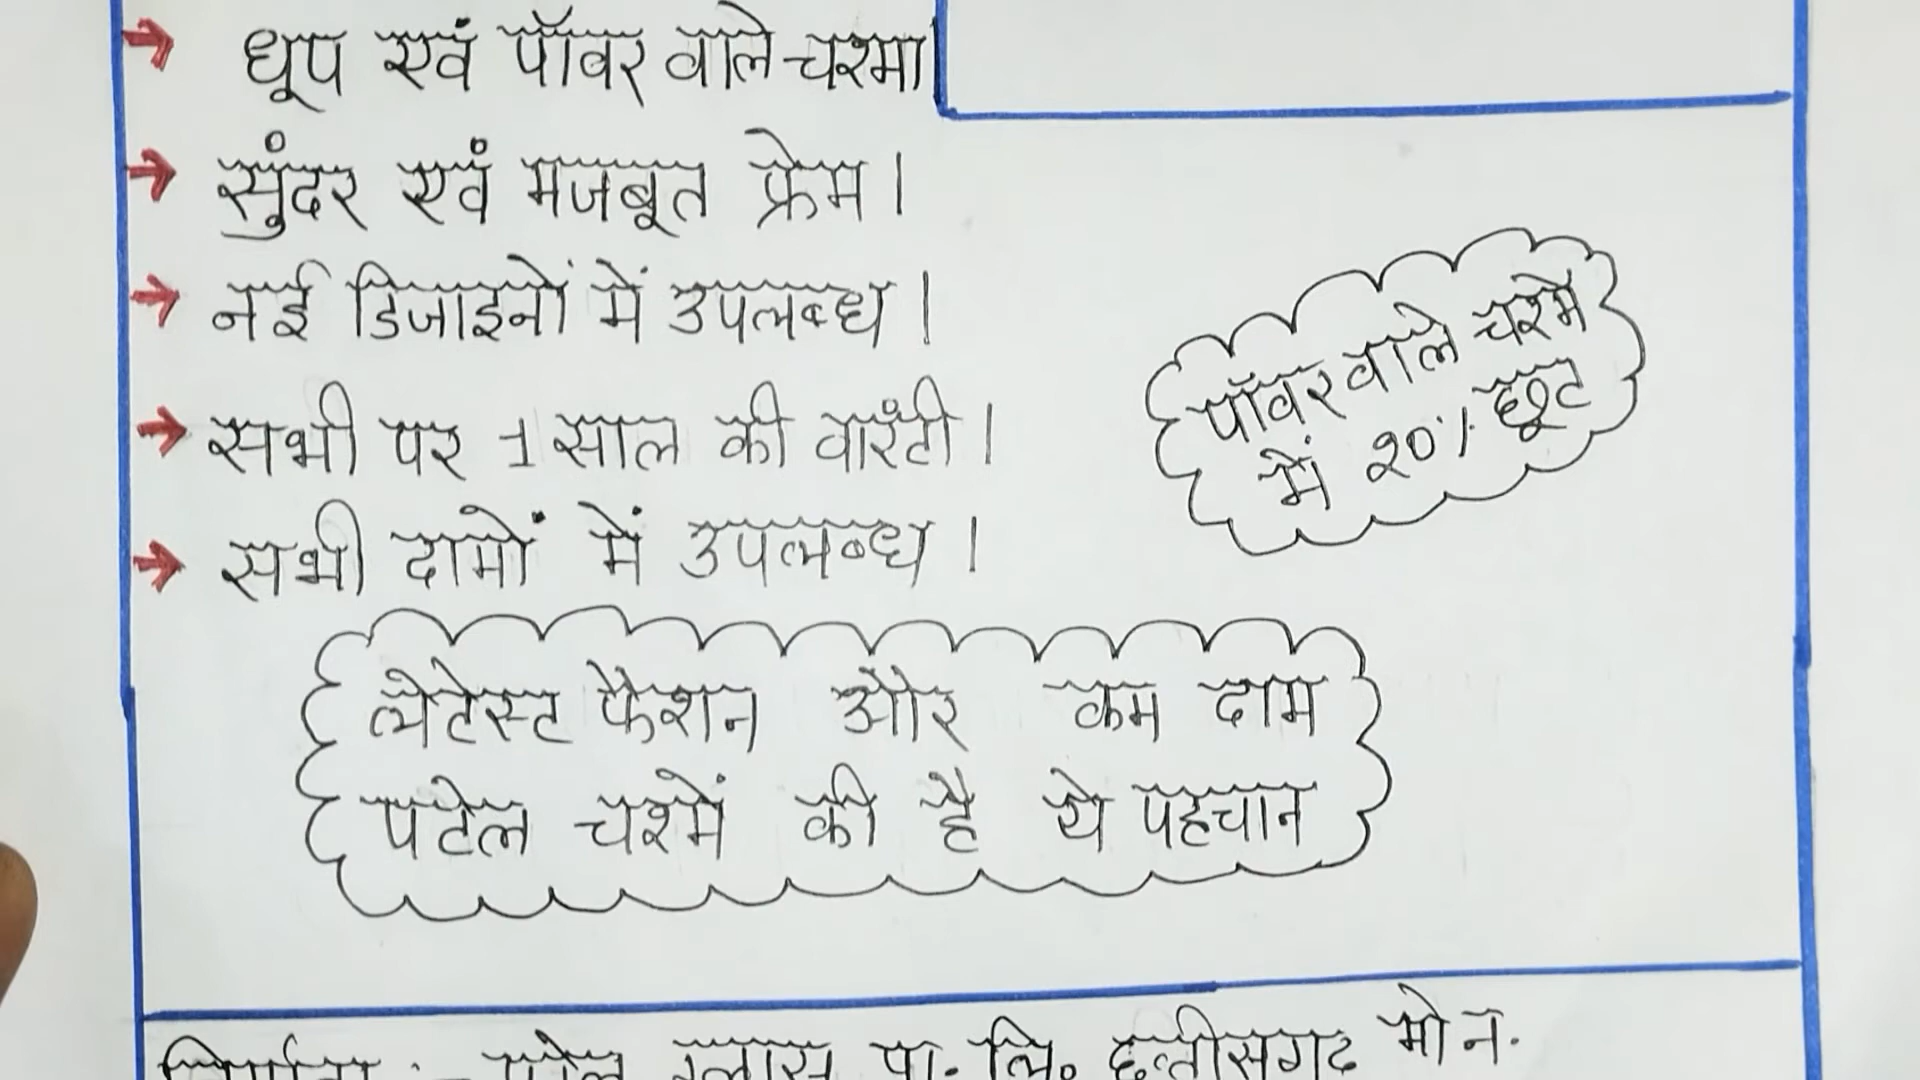 धूप एवं पॉवर वाले चश्मा
सुंदर एवं मजबूत फ्रेम।
नई डिजाइनों में उपलब्ध।
सभी पर 1 साल की वारंटी।
सभी दामों में उपलब्ध।
पॉवर वाले चश्में
में 20% छूट
लेटेस्ट फैशन और कम दाम
पटेल चश्में की है ये पहचान
निर्माता :- पटेल ग्लास प्रा. लि. छत्तीसगढ मो न.